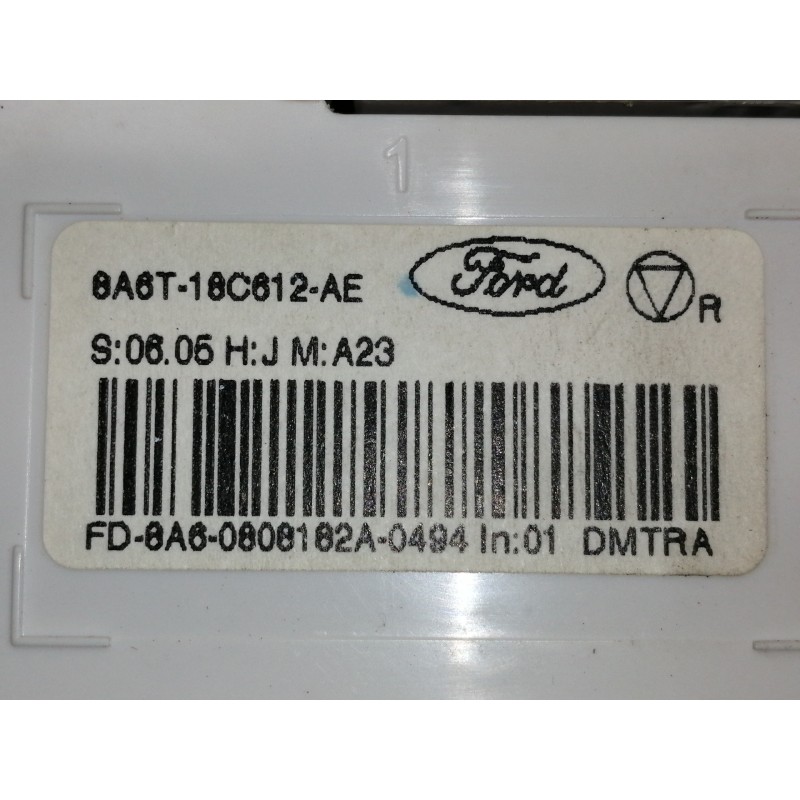 1
8A6T-18C612-AE Ford R
S:06.05 H:J M:A23
FD-8A6-0808182A-0494 In:01 DMTRA